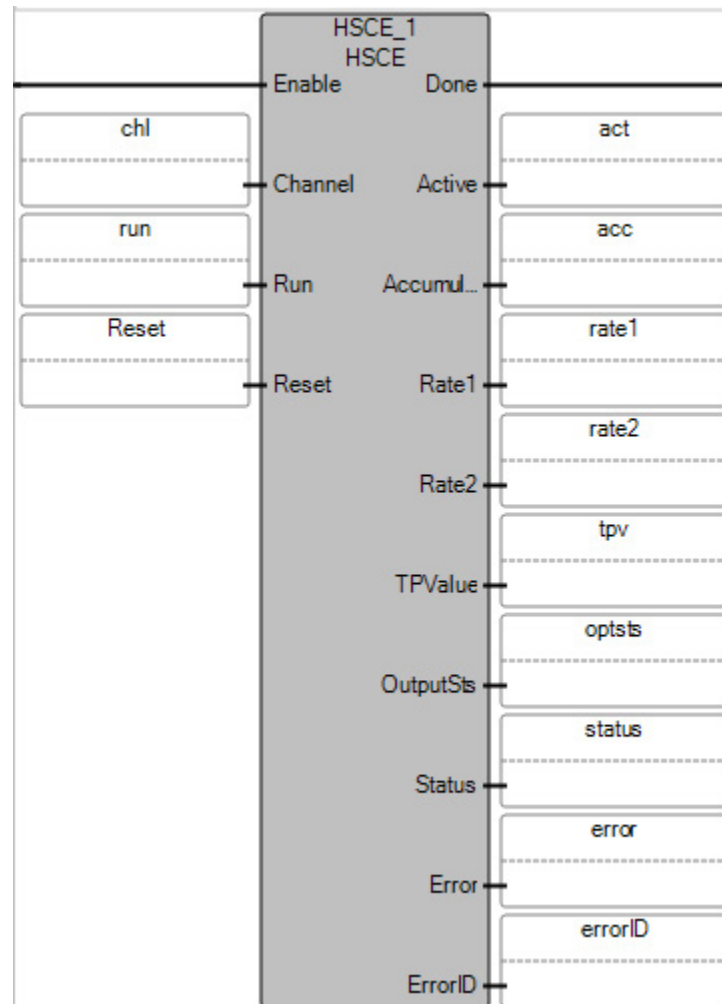 HSCE_1
HSCE
Enable Done
chl act
Channel Active
run acc
Run Accumul...
Reset rate1
Reset Rate1
rate2
Rate2
tpv
TPValue
optsts
OutputSts
status
Status
error
Error
errorID
ErrorID